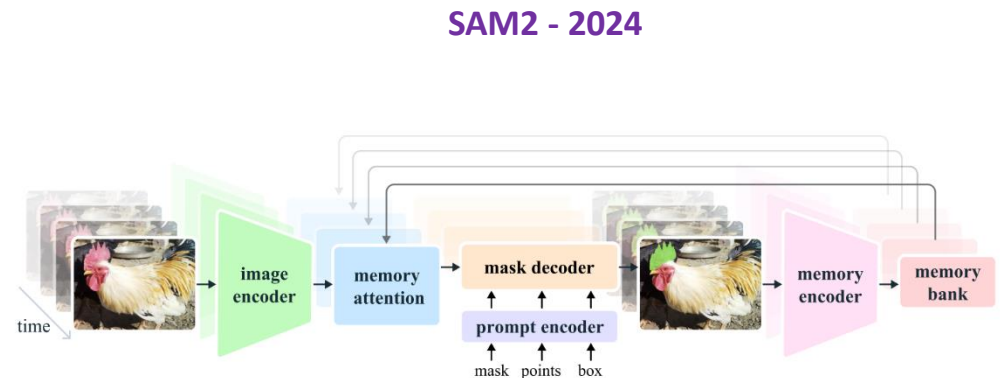 SAM2 - 2024
time
image
encoder
memory
attention
mask decoder
prompt encoder
mask points box
memory
encoder
memory
bank